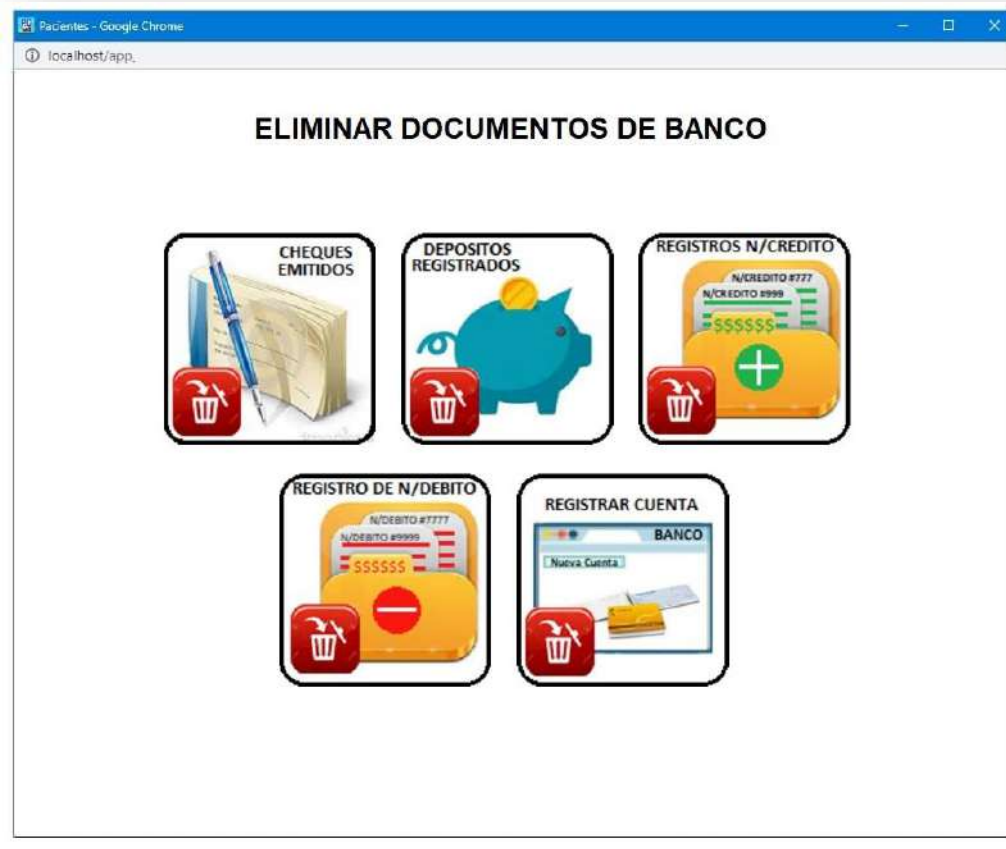 Pacientes - Google Chrome
localhost/app_
ELIMINAR DOCUMENTOS DE BANCO
CHEQUES
EMITIDOS
DEPOSITOS
REGISTRADOS
REGISTROS N/CREDITO
N/CREDITO #777
N/CREDITO #999
$$$$$$
REGISTRO DE N/DEBITO
N/DEBITO #7777
N/DEBITO #9999
$$$$$$
REGISTRAR CUENTA
BANCO
Nueva Cuenta